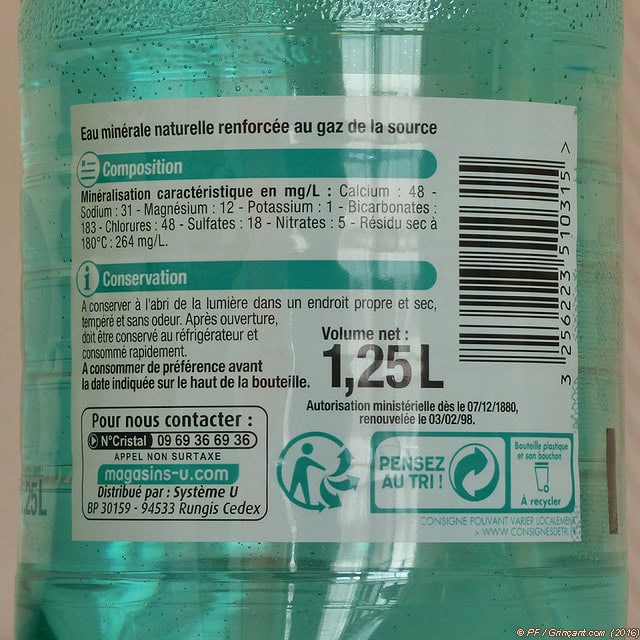 Eau minérale naturelle renforcée au gaz de la source
Composition
Minéralisation caractéristique en mg/L : Calcium : 48 -
Sodium : 31 - Magnésium : 12 - Potassium : 1 - Bicarbonates :
183 - Chlorures : 48 - Sulfates : 18 - Nitrates : 5 - Résidu sec à
180°C : 264 mg/L.
i Conservation
A conserver à l'abri de la lumière dans un endroit propre et sec,
tempéré et sans odeur. Après ouverture,
doit être conservé au réfrigérateur et
consommé rapidement.
A consommer de préférence avant
la date indiquée sur le haut de la bouteille.
Volume net :
1,25L
Autorisation ministérielle dès le 07/12/1880,
renouvelée le 03/02/98.
3 256223 510315 >
Pour nous contacter :
N°Cristal 09 69 36 69 36
APPEL NON SURTAXE
magasins-u.com
Distribué par : Système U
BP 30159 - 94533 Rungis Cedex
PENSEZ
AU TRI !
Bouteille plastique
et son bouchon
À recycler
CONSIGNE POUVANT VARIER LOCALEMENT
> WWW.CONSIGNESDETRI
25L
© PF / Grinçant.com (2016)